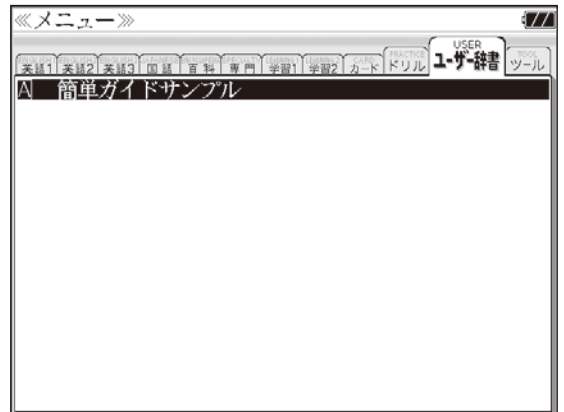 ≪メニュー≫
英語1 英語2 英語3 国語 百科 専門 学習1 学習2 カード PRACTICE ドリル USER ユーザー辞書 TOOL ツール
A 簡単ガイドサンプル